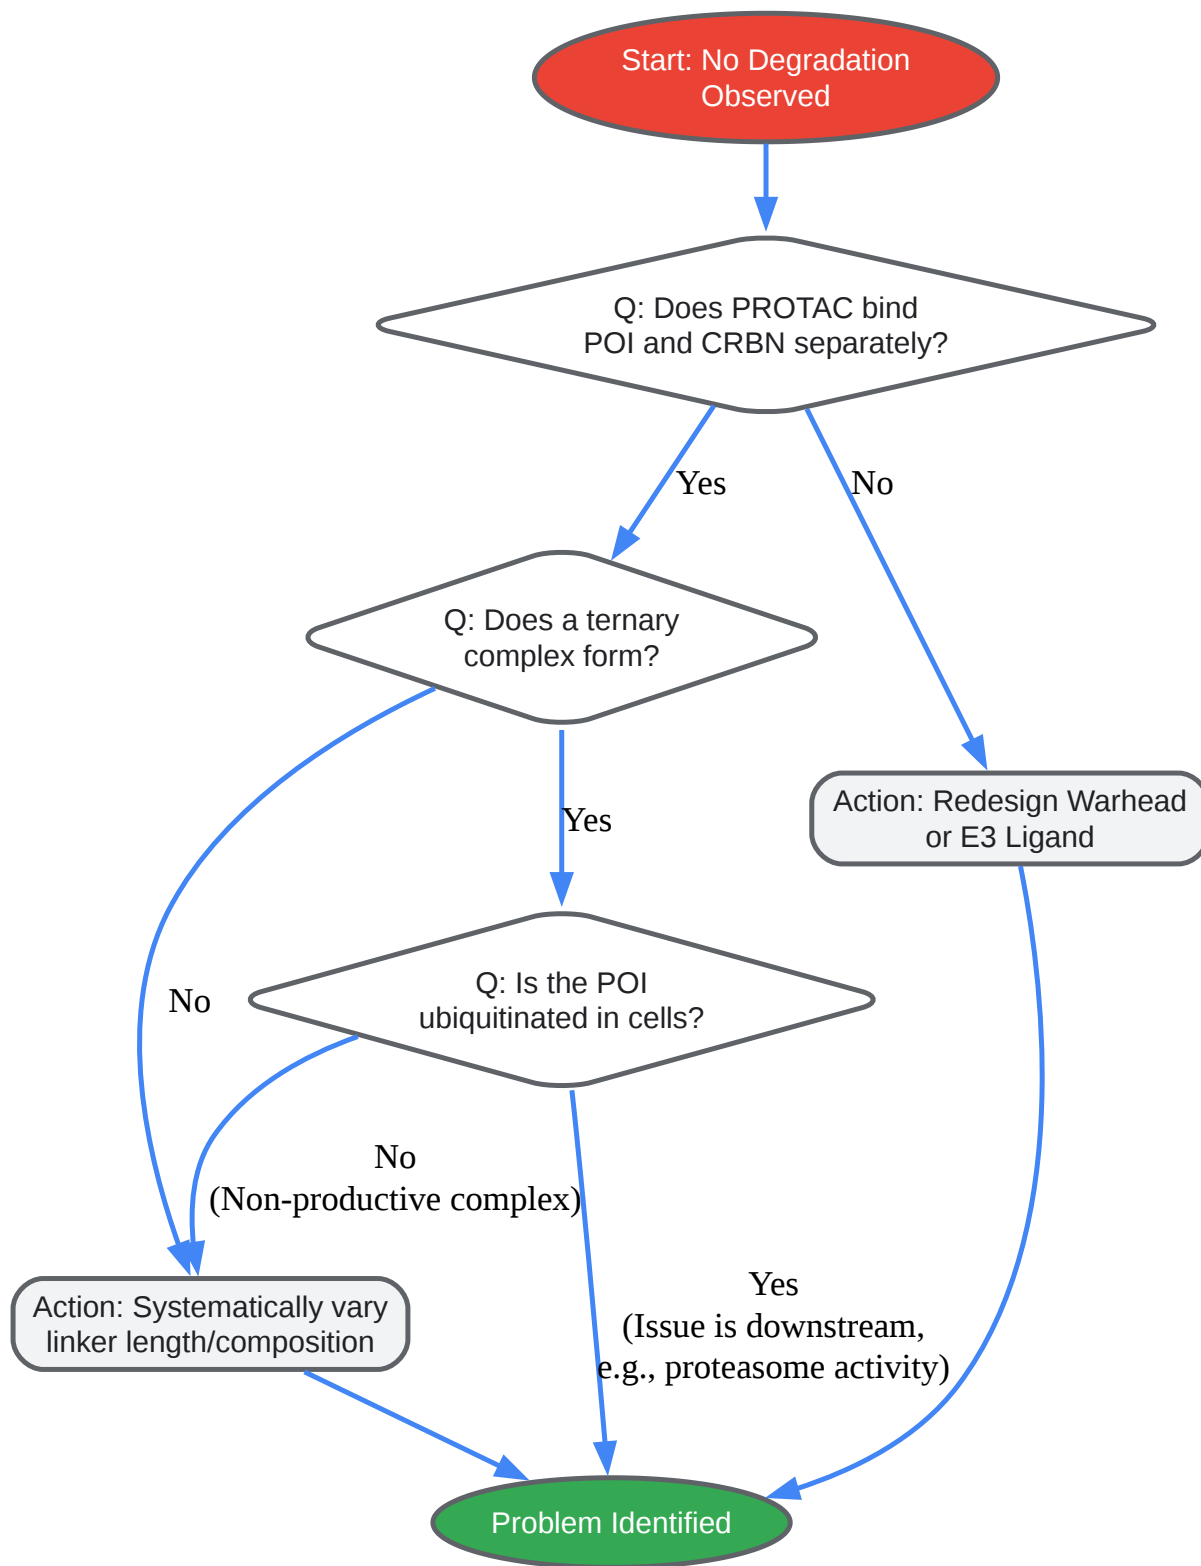 Start: No Degradation
Observed
Q: Does PROTAC bind
POI and CRBN separately?
Yes
No
Q: Does a ternary
complex form?
Action: Redesign Warhead
or E3 Ligand
Yes
No
Q: Is the POI
ubiquitinated in cells?
No
(Non-productive complex)
Yes
(Issue is downstream,
e.g., proteasome activity)
Action: Systematically vary
linker length/composition
Problem Identified